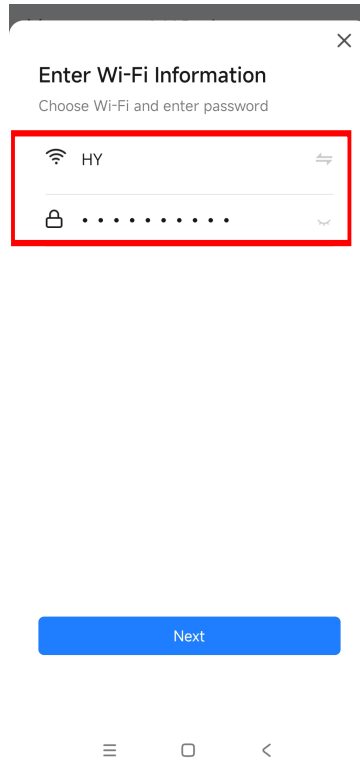 Enter Wi-Fi Information
Choose Wi-Fi and enter password
HY
• • • • • • • • • •
Next